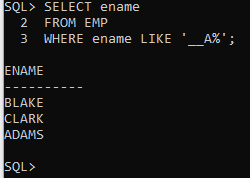 SQL> SELECT ename
  2  FROM EMP
  3  WHERE ename LIKE '__A%';
ENAME
----------
BLAKE
CLARK
ADAMS
SQL>